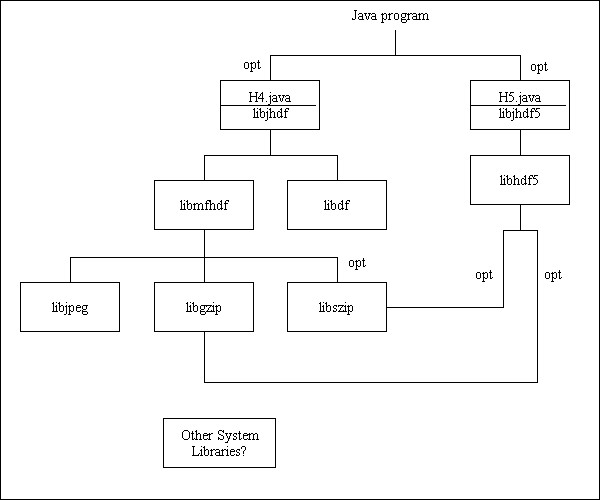 Java program
opt
opt
H4.java
libjhdf
H5.java
libjhdf5
libhdf5
libmfhdf
libdf
opt
opt
opt
libjpeg
libgzip
libszip
Other System
Libraries?